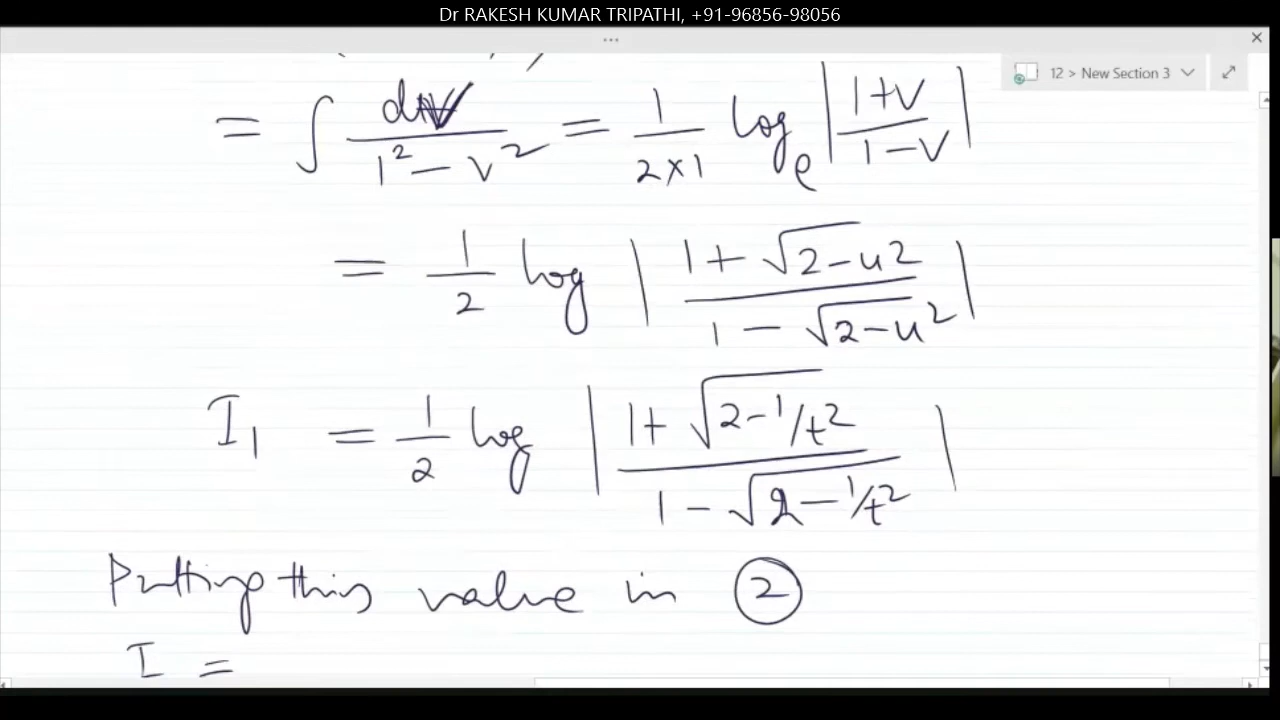 Dr RAKESH KUMAR TRIPATHI, +91-96856-98056
12 > New Section 3
= ∫ dv / (1² - v²) = 1/(2×1) logₑ |(1+v)/(1-v)|
= 1/2 log |(1+√(2-u²))/(1-√(2-u²))|
I₁ = 1/2 log |(1+√(2-1/t²))/(1-√(2-1/t²))|
Putting this value in ②
I =